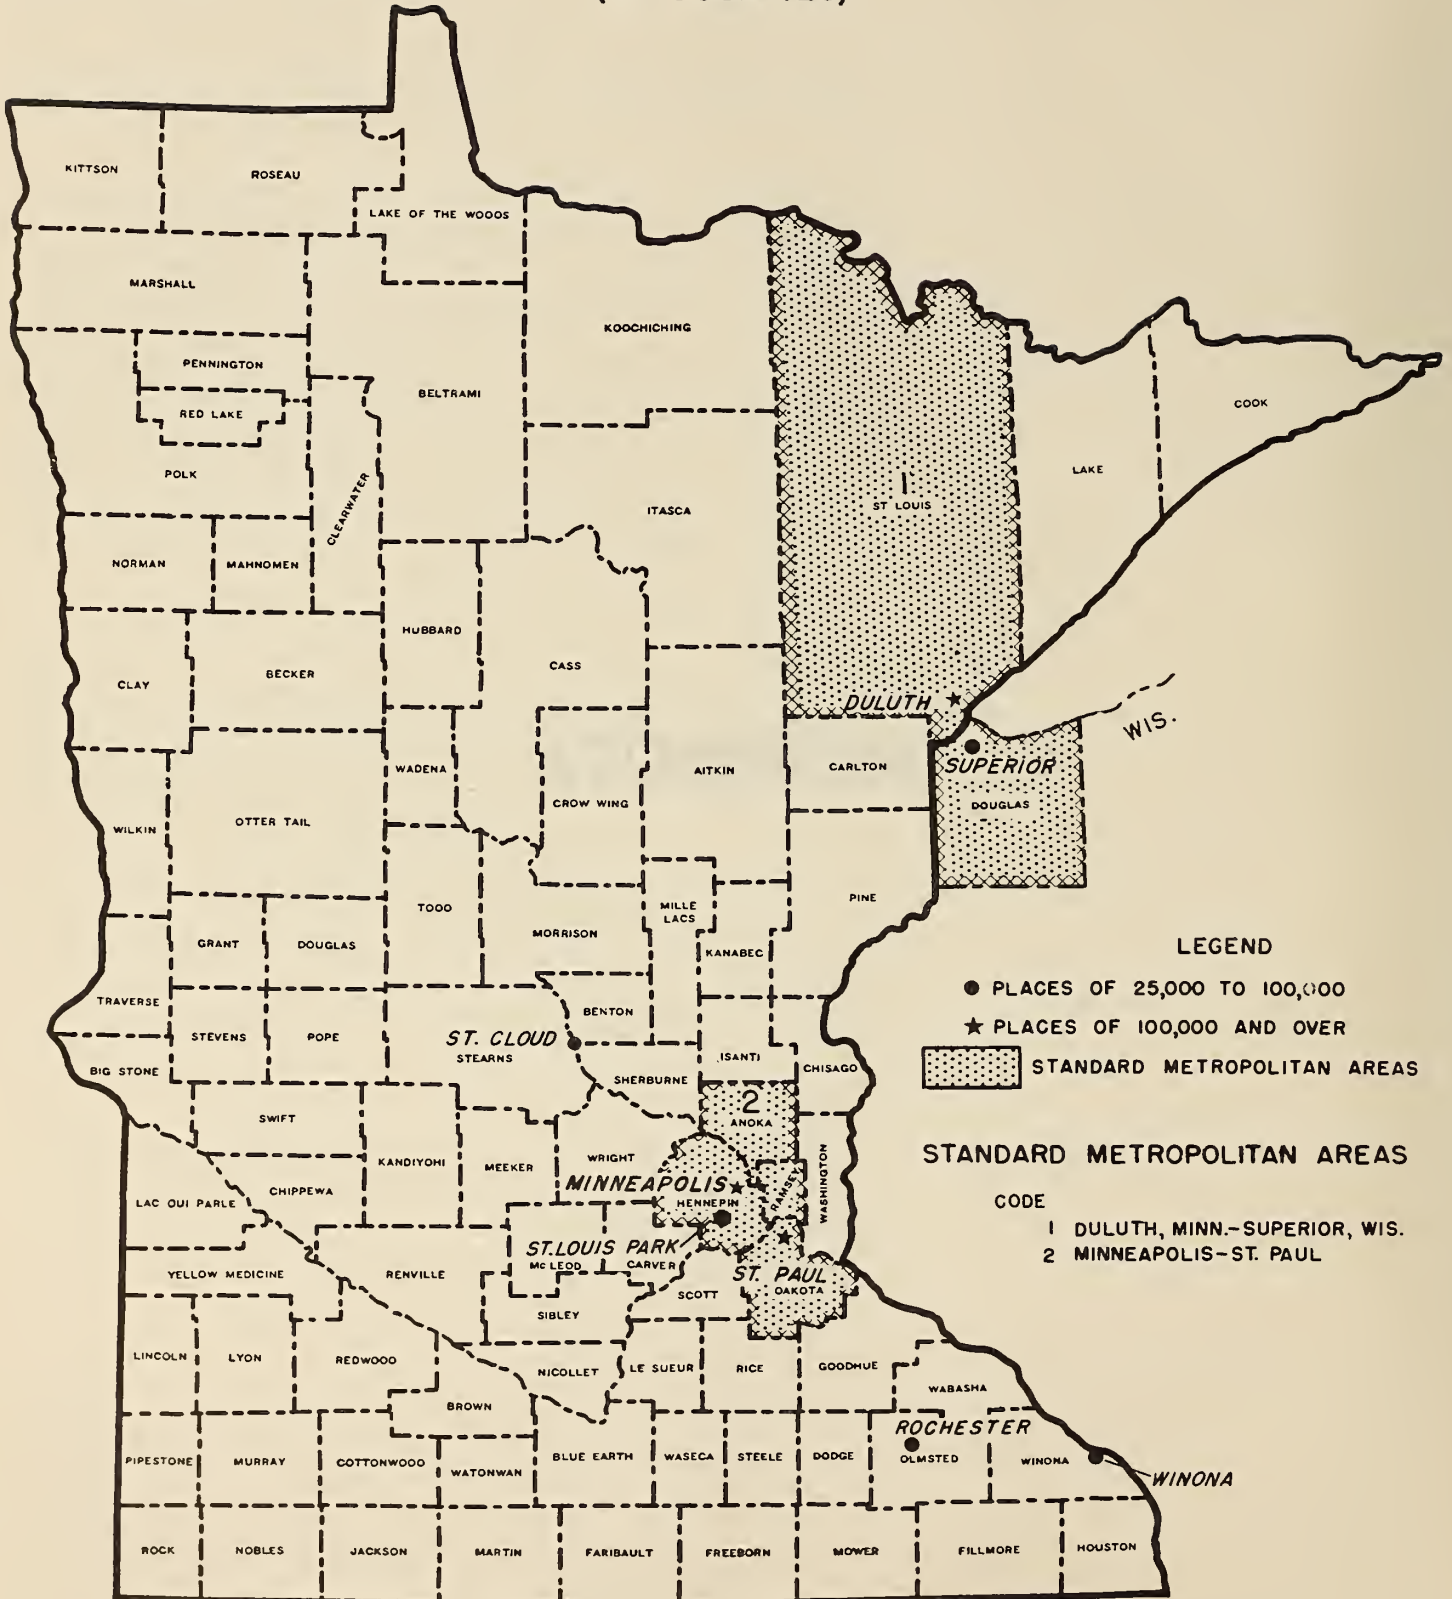 KITTSON
ROSEAU
LAKE OF THE WOODS
MARSHALL
KOOCHICHING
PENNINGTON
BELTRAMI
RED LAKE
COOK
POLK
LAKE
CLEARWATER
ITASCA
1
ST LOUIS
NORMAN
MAHNOMEN
HUBBARD
CASS
BECKER
CLAY
DULUTH
WIS.
WADENA
AITKIN
CARLTON
SUPERIOR
CROW WING
DOUGLAS
OTTER TAIL
WILKIN
PINE
TODD
MILLE
LACS
MORRISON
GRANT
DOUGLAS
KANABEC
LEGEND
PLACES OF 25,000 TO 100,000
PLACES OF 100,000 AND OVER
STANDARD METROPOLITAN AREAS
TRAVERSE
BENTON
STEVENS
POPE
ST. CLOUD
STEARNS
ISANTI
CHISAGO
BIG STONE
SHERBURNE
2
ANOKA
SWIFT
WRIGHT
KANDIYOHI
MEEKER
WASHINGTON
STANDARD METROPOLITAN AREAS
MINNEAPOLIS
RAMSEY
CHIPPEWA
LAC QUI PARLE
HENNEPIN
CODE
1 DULUTH, MINN.-SUPERIOR, WIS.
2 MINNEAPOLIS-ST. PAUL
ST.LOUIS PARK
McLEOD
CARVER
YELLOW MEDICINE
RENVILLE
ST. PAUL
DAKOTA
SCOTT
SIBLEY
LINCOLN
LYON
REDWOOD
NICOLLET
LE SUEUR
RICE
GOODHUE
WABASHA
BROWN
ROCHESTER
OLMSTED
PIPESTONE
MURRAY
COTTONWOOD
WATONWAN
BLUE EARTH
WASECA
STEELE
DODGE
WINONA
WINONA
ROCK
NOBLES
JACKSON
MARTIN
FARIBAULT
FREEBORN
MOWER
FILLMORE
HOUSTON